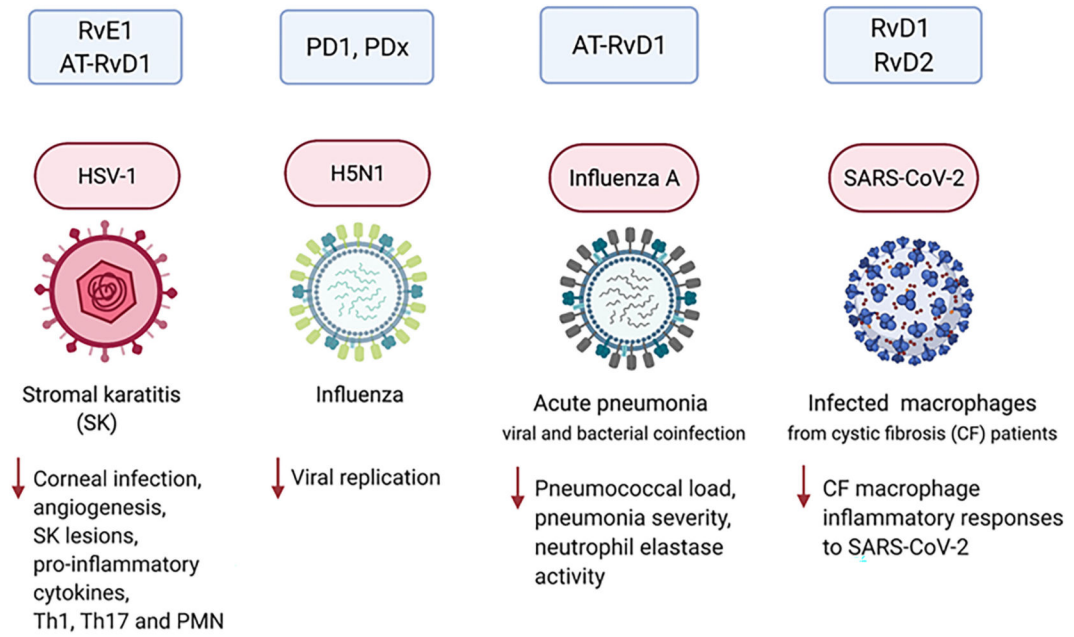 RvE1
AT-RvD1
HSV-1
Stromal karatitis
(SK)
Corneal infection,
angiogenesis,
SK lesions,
pro-inflammatory
cytokines,
Th1, Th17 and PMN
PD1, PDx
H5N1
Influenza
Viral replication
AT-RvD1
Influenza A
Acute pneumonia
viral and bacterial coinfection
Pneumococcal load,
pneumonia severity,
neutrophil elastase
activity
RvD1
RvD2
SARS-CoV-2
Infected macrophages
from cystic fibrosis (CF) patients
CF macrophage
inflammatory responses
to SARS-CoV-2